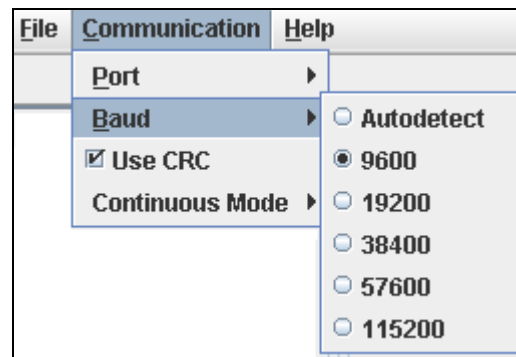 File Communication Help
Port
Baud
Use CRC
Continuous Mode
Autodetect
9600
19200
38400
57600
115200